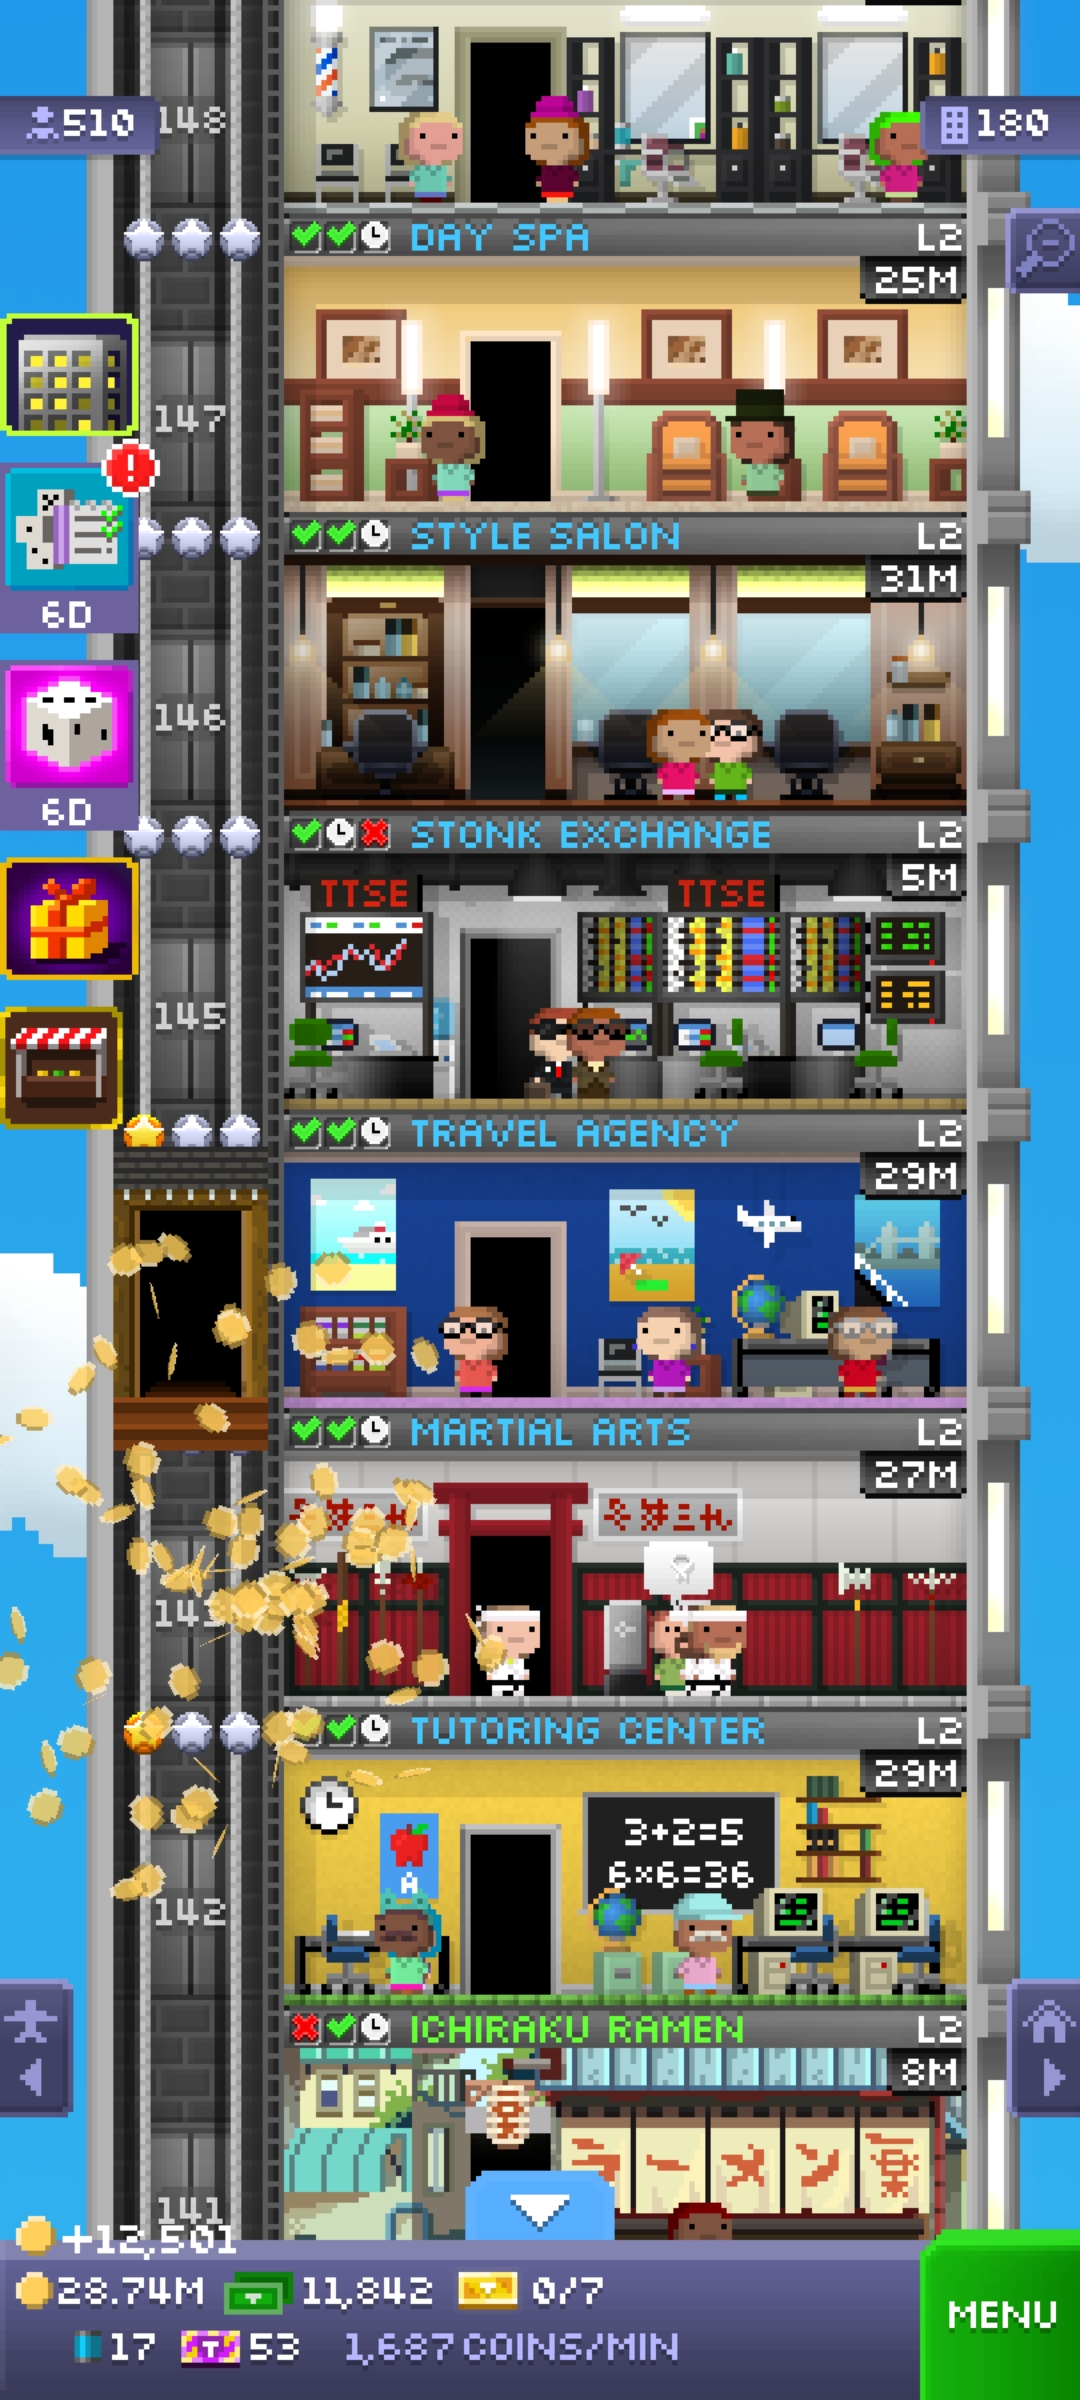 510
148
180
DAY SPA L2
25M
147
STYLE SALON L2
31M
6D
146
6D
STONK EXCHANGE L2
5M
TTSE TTSE
145
TRAVEL AGENCY L2
29M
MARTIAL ARTS L2
27M
TUTORING CENTER L2
29M
3+2=5
6×6=36
A
142
ICHIRAKU RAMEN L2
8M
141
+12,501
28.74M 11,842 0/7
MENU
17 T 53 1,687 COINS/MIN